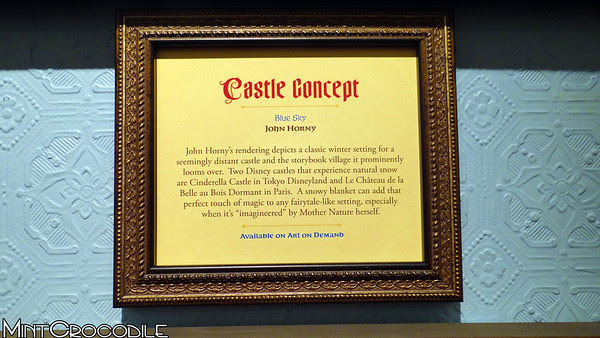 Castle Concept
Blue Sky
John Horny
John Horny's rendering depicts a classic winter setting for a
seemingly distant castle and the storybook village it prominently
looms over. Two Disney castles that experience natural snow
are Cinderella Castle in Tokyo Disneyland and Le Château de la
Belle au Bois Dormant in Paris. A snowy blanket can add that
perfect touch of magic to any fairytale-like setting, especially
when it's "imagineered" by Mother Nature herself.
Available on Art on Demand
MintCrocodile